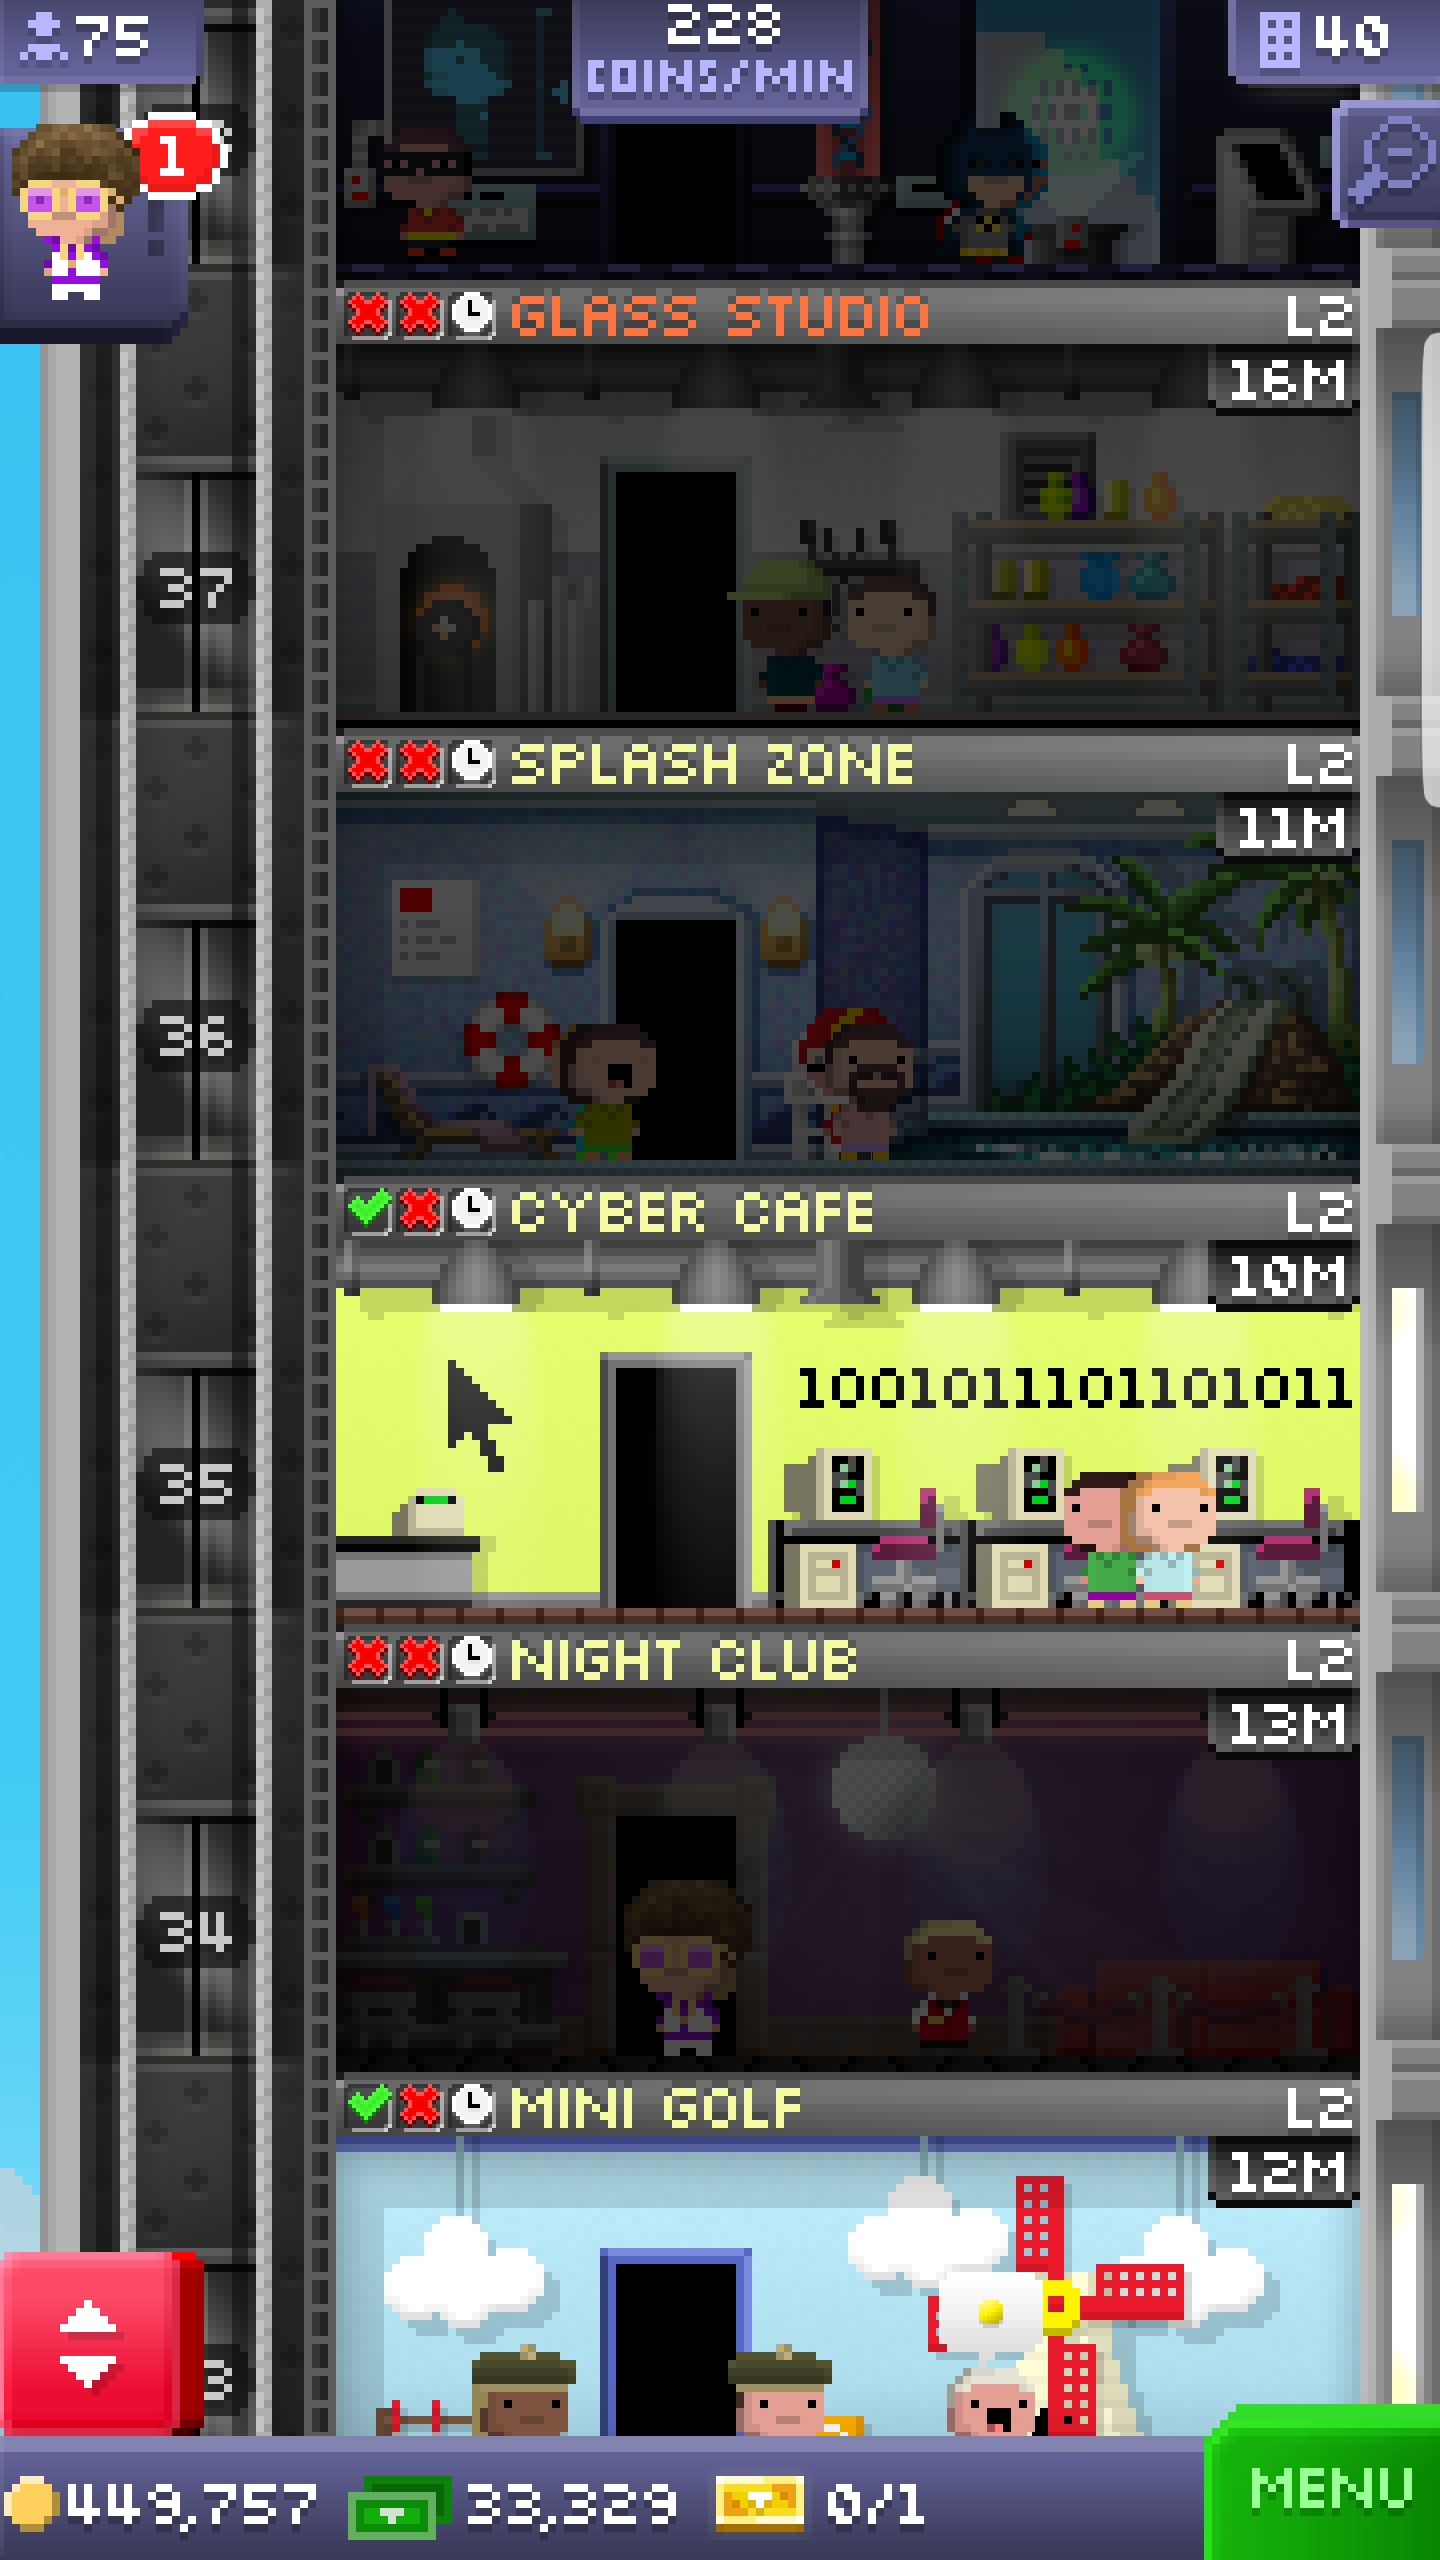 75
228
COINS/MIN
40
1
GLASS STUDIO
L2
16M
37
SPLASH ZONE
L2
11M
36
CYBER CAFE
L2
10M
1001011101101011
35
NIGHT CLUB
L2
13M
34
MINI GOLF
L2
12M
3
449,757
33,329
0/1
MENU